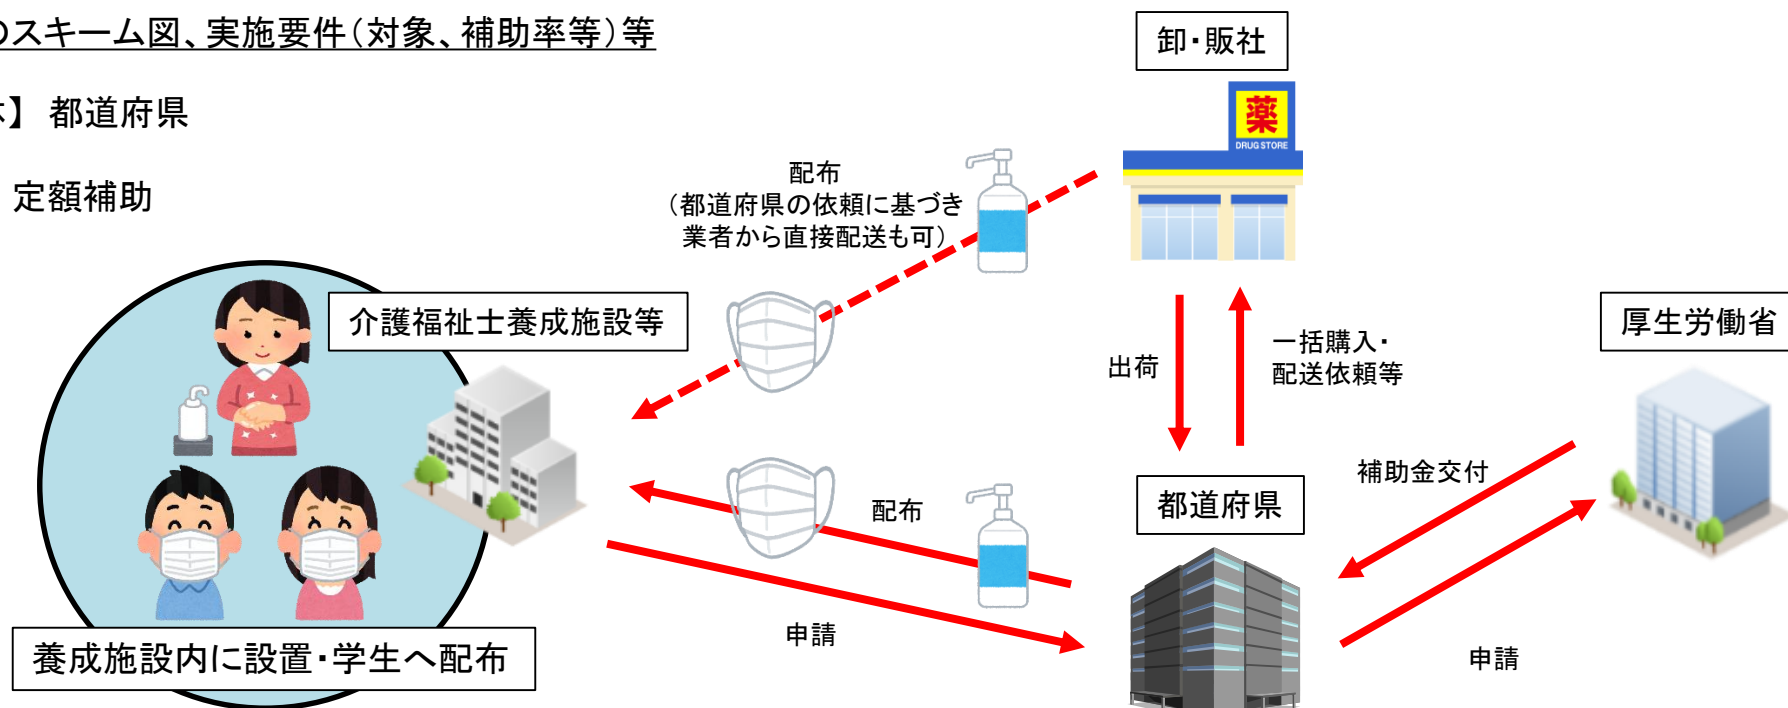 のスキーム図、実施要件（対象、補助率等）等
】 都道府県
定額補助
卸・販社
薬
DRUG STORE
配布
（都道府県の依頼に基づき
業者から直接配送も可）
介護福祉士養成施設等
出荷
一括購入・
配送依頼等
厚生労働省
補助金交付
都道府県
配布
申請
申請
養成施設内に設置・学生へ配布